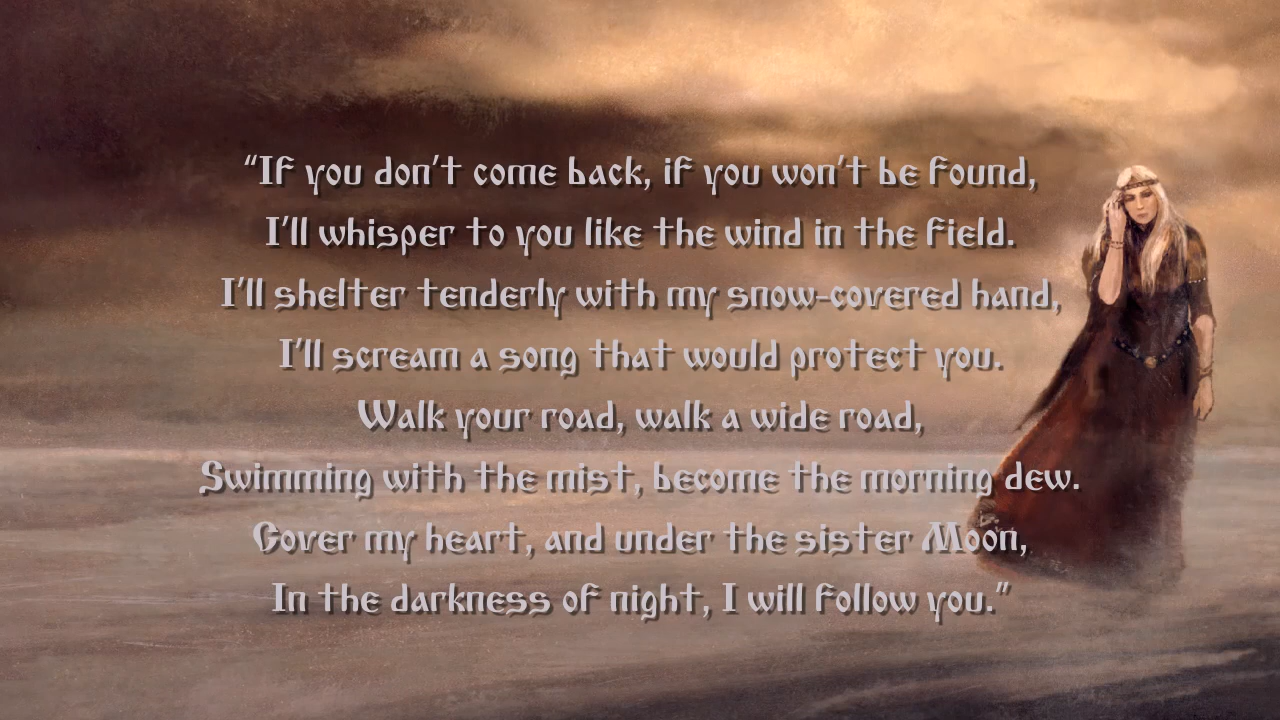 “If you don’t come back, if you won’t be found,
I’ll whisper to you like the wind in the field.
I’ll shelter tenderly with my snow-covered hand,
I’ll scream a song that would protect you.
Walk your road, walk a wide road,
Swimming with the mist, become the morning dew.
Cover my heart, and under the sister Moon,
In the darkness of night, I will follow you.”